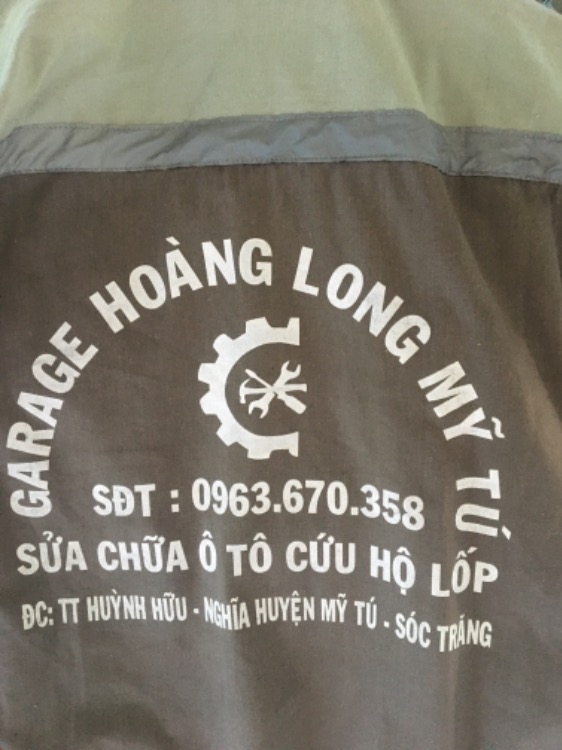 GARAGE HOÀNG LONG MỸ TÚ
SĐT : 0963.670.358
SỬA CHỮA Ô TÔ CỨU HỘ LỐP
ĐC: TT HUỲNH HỮU - NGHĨA HUYỆN MỸ TÚ - SÓC TRĂNG